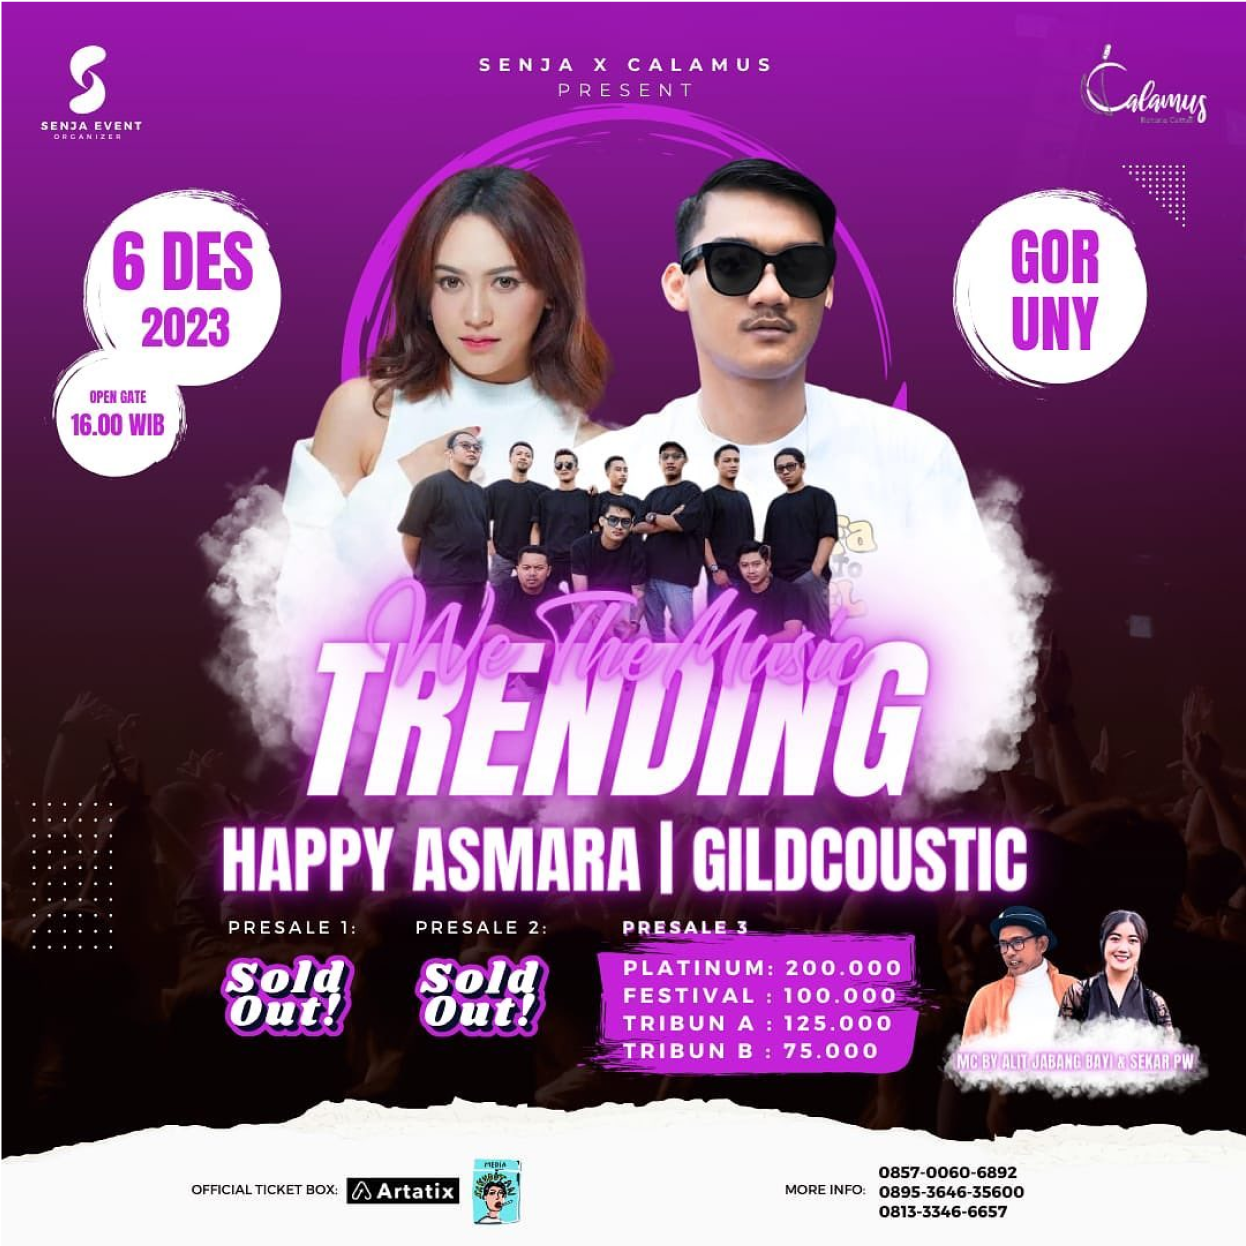 SENJA EVENT
ORGANIZER
SENJA X CALAMUS
PRESENT
Calamus
6 DES
2023
OPEN GATE
16.00 WIB
GOR
UNY
We The Music
TRENDING
HAPPY ASMARA | GILDCOUSTIC
PRESALE 1:
Sold
Out!
PRESALE 2:
Sold
Out!
PRESALE 3
PLATINUM: 200.000
FESTIVAL : 100.000
TRIBUN A : 125.000
TRIBUN B : 75.000
MC BY ALIT JABANG BAYI & SEKAR PW
OFFICIAL TICKET BOX:
Artatix
MEDIA
MORE INFO:
0857-0060-6892
0895-3646-35600
0813-3346-6657